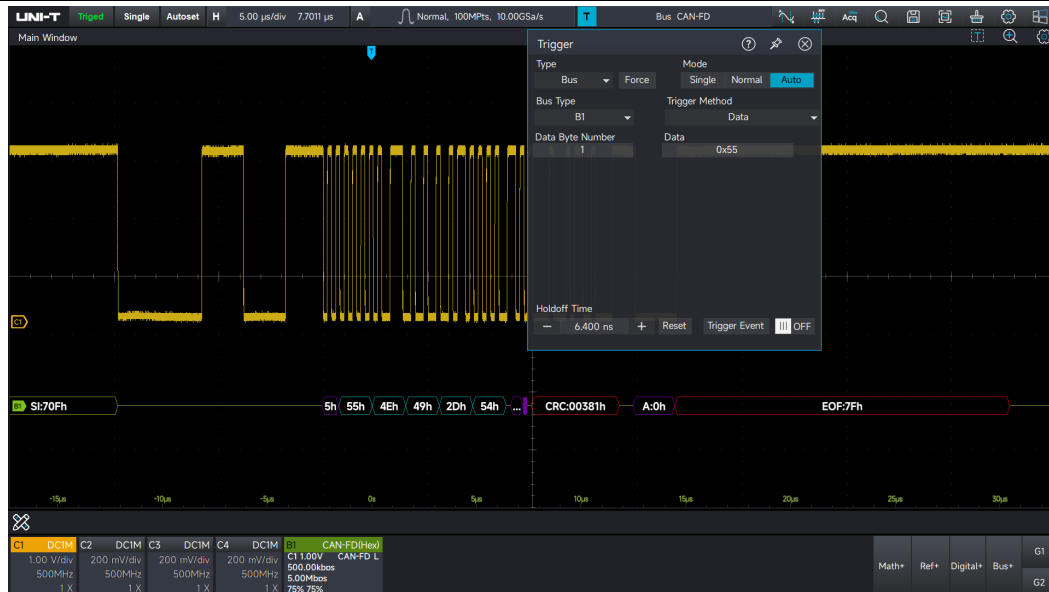 UNI-T Triged Single Autoset H 5.00 μs/div 7.7011 μs A Normal, 100MPts, 10.00GSa/s T Bus CAN-FD Acq
Main Window T
T
Trigger
Type Mode
Bus Force Single Normal Auto
Bus Type Trigger Method
B1 Data
Data Byte Number Data
1 0x55
C1
Holdoff Time
− 6.400 ns + Reset Trigger Event OFF
B1 SI:70Fh 5h 55h 4Eh 49h 2Dh 54h ... CRC:00381h A:0h EOF:7Fh
-15μs -10μs -5μs 0s 5μs 10μs 15μs 20μs 25μs 30μs
C1 DC1M C2 DC1M C3 DC1M C4 DC1M B1 CAN-FD(Hex)
1.00 V/div 200 mV/div 200 mV/div 200 mV/div C1 1.00V CAN-FD L
500MHz 500MHz 500MHz 500MHz 500.00kbos
1 X 1 X 1 X 1 X 5.00Mbos
75% 75%
Math+ Ref+ Digital+ Bus+ G1
G2